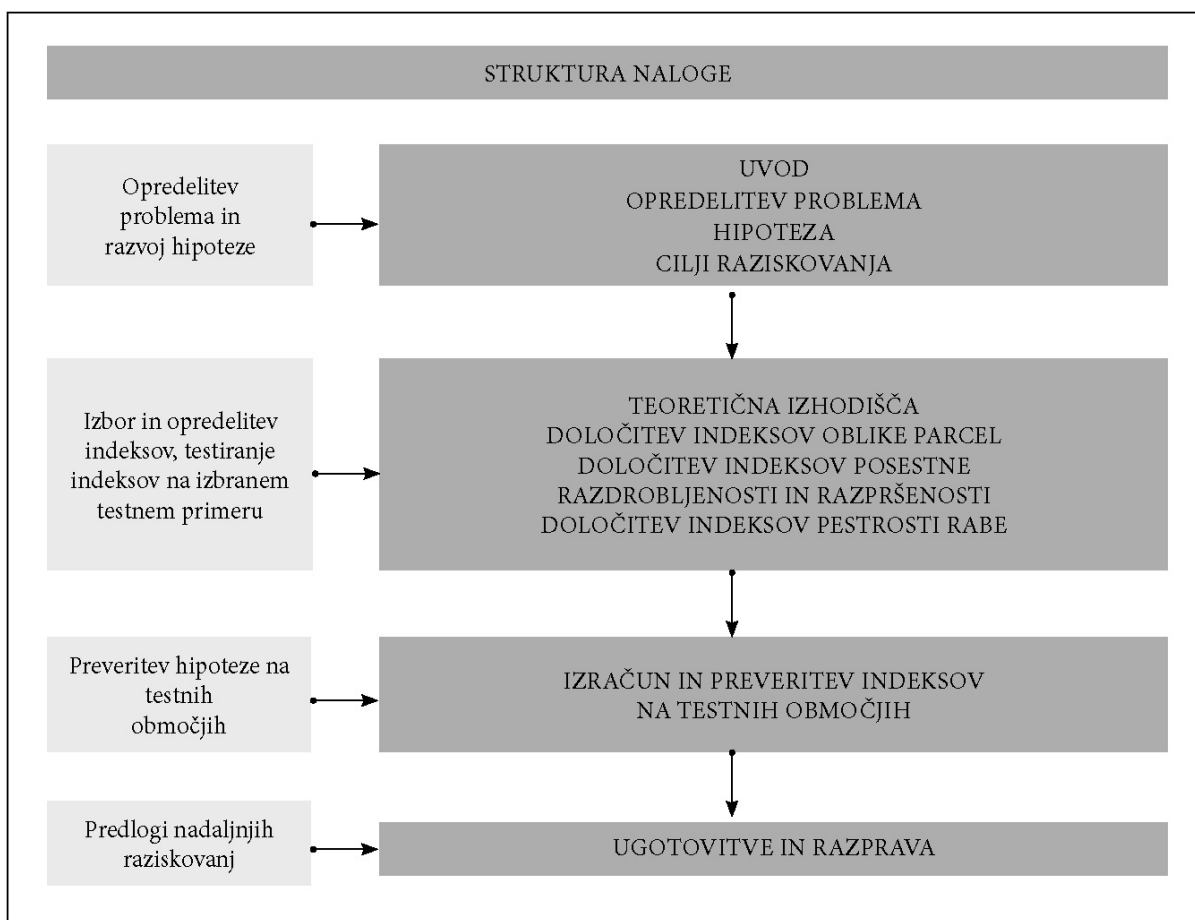 STRUKTURA NALOGE
Opredelitev
problema in
razvoj hipoteze
UVOD
OPREDELITEV PROBLEMA
HIPOTEZA
CILJI RAZISKOVANJA
Izbor in opredelitev
indeksov, testiranje
indeksov na izbranem
testnem primeru
TEORETIČNA IZHODIŠČA
DOLOČITEV INDEKSOV OBLIKE PARCEL
DOLOČITEV INDEKSOV POSESTNE
RAZDROBLJENOSTI IN RAZPRŠENOSTI
DOLOČITEV INDEKSOV PESTROSTI RABE
Preveritev hipoteze na
testnih
območjih
IZRAČUN IN PREVERITEV INDEKSOV
NA TESTNIH OBMOČJIH
Predlogi nadaljnjih
raziskovanj
UGOTOVITVE IN RAZPRAVA